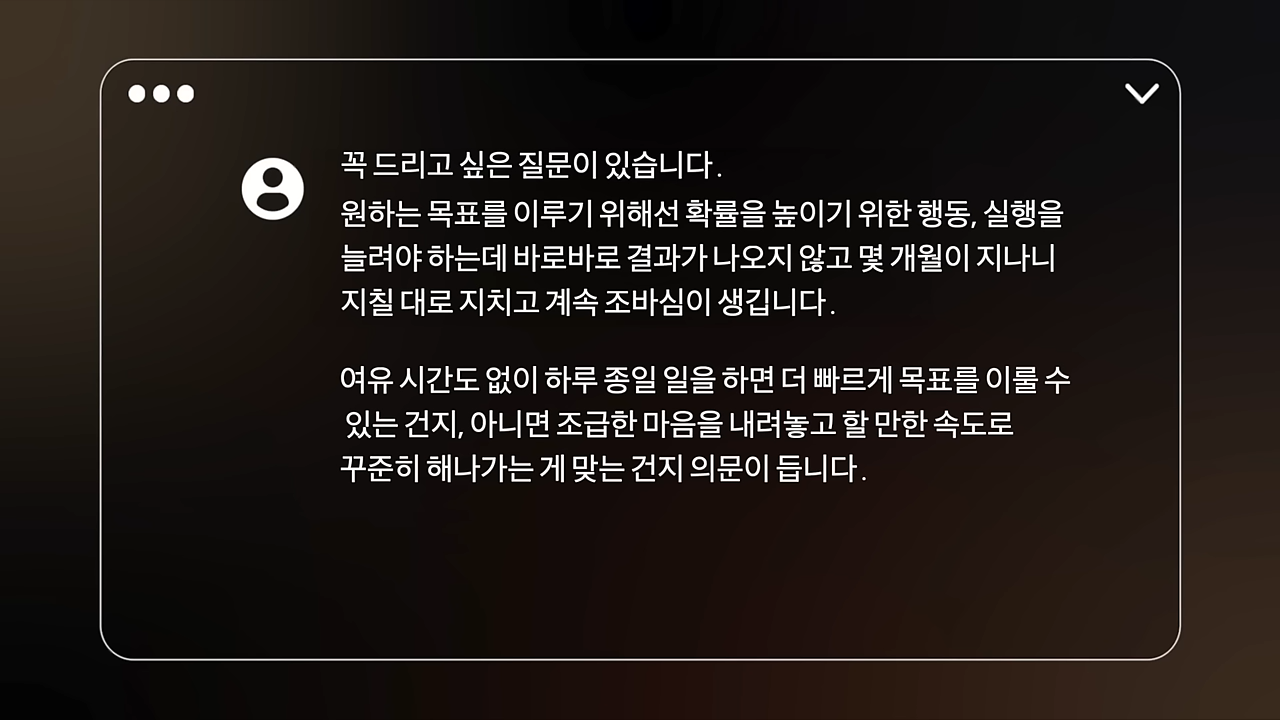 꼭 드리고 싶은 질문이 있습니다.
원하는 목표를 이루기 위해선 확률을 높이기 위한 행동, 실행을
늘려야 하는데 바로바로 결과가 나오지 않고 몇 개월이 지나니
지칠 대로 지치고 계속 조바심이 생깁니다.
여유 시간도 없이 하루 종일 일을 하면 더 빠르게 목표를 이룰 수
있는 건지, 아니면 조급한 마음을 내려놓고 할 만한 속도로
꾸준히 해나가는 게 맞는 건지 의문이 듭니다.